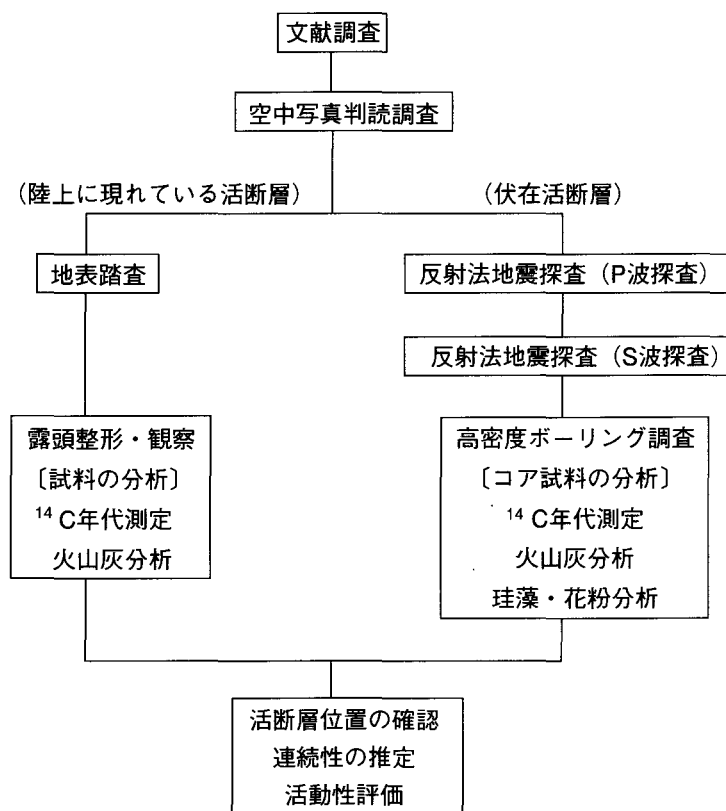 文献調査
空中写真判読調査
(陸上に現れている活断層)
(伏在活断層)
地表踏査
反射法地震探査(P波探査)
反射法地震探査(S波探査)
露頭整形・観察
〔試料の分析〕
¹⁴C年代測定
火山灰分析
高密度ボーリング調査
〔コア試料の分析〕
¹⁴C年代測定
火山灰分析
珪藻・花粉分析
活断層位置の確認
連続性の推定
活動性評価